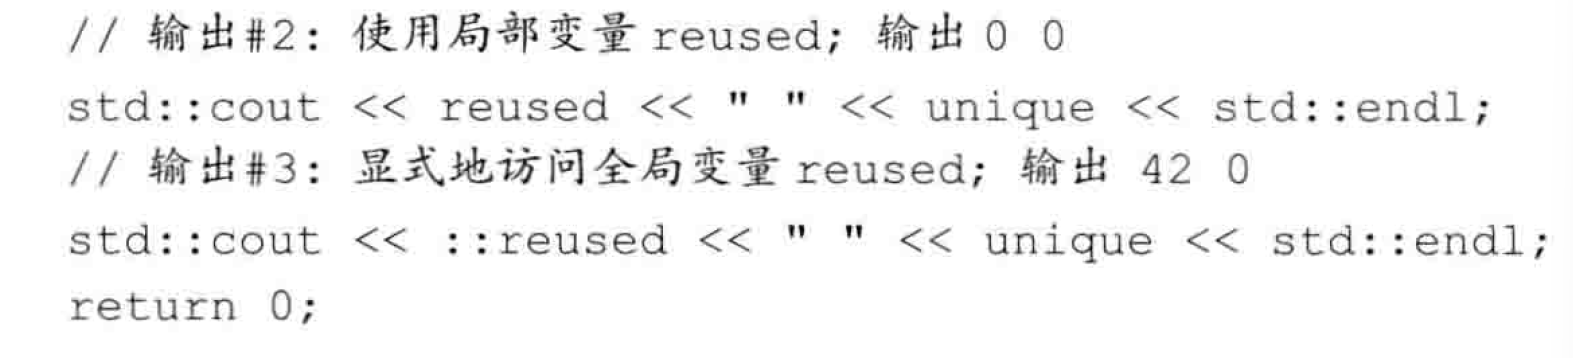 // 输出#2: 使用局部变量 reused; 输出 0 0
std::cout << reused << " " << unique << std::endl;
// 输出#3: 显式地访问全局变量 reused; 输出 42 0
std::cout << ::reused << " " << unique << std::endl;
return 0;